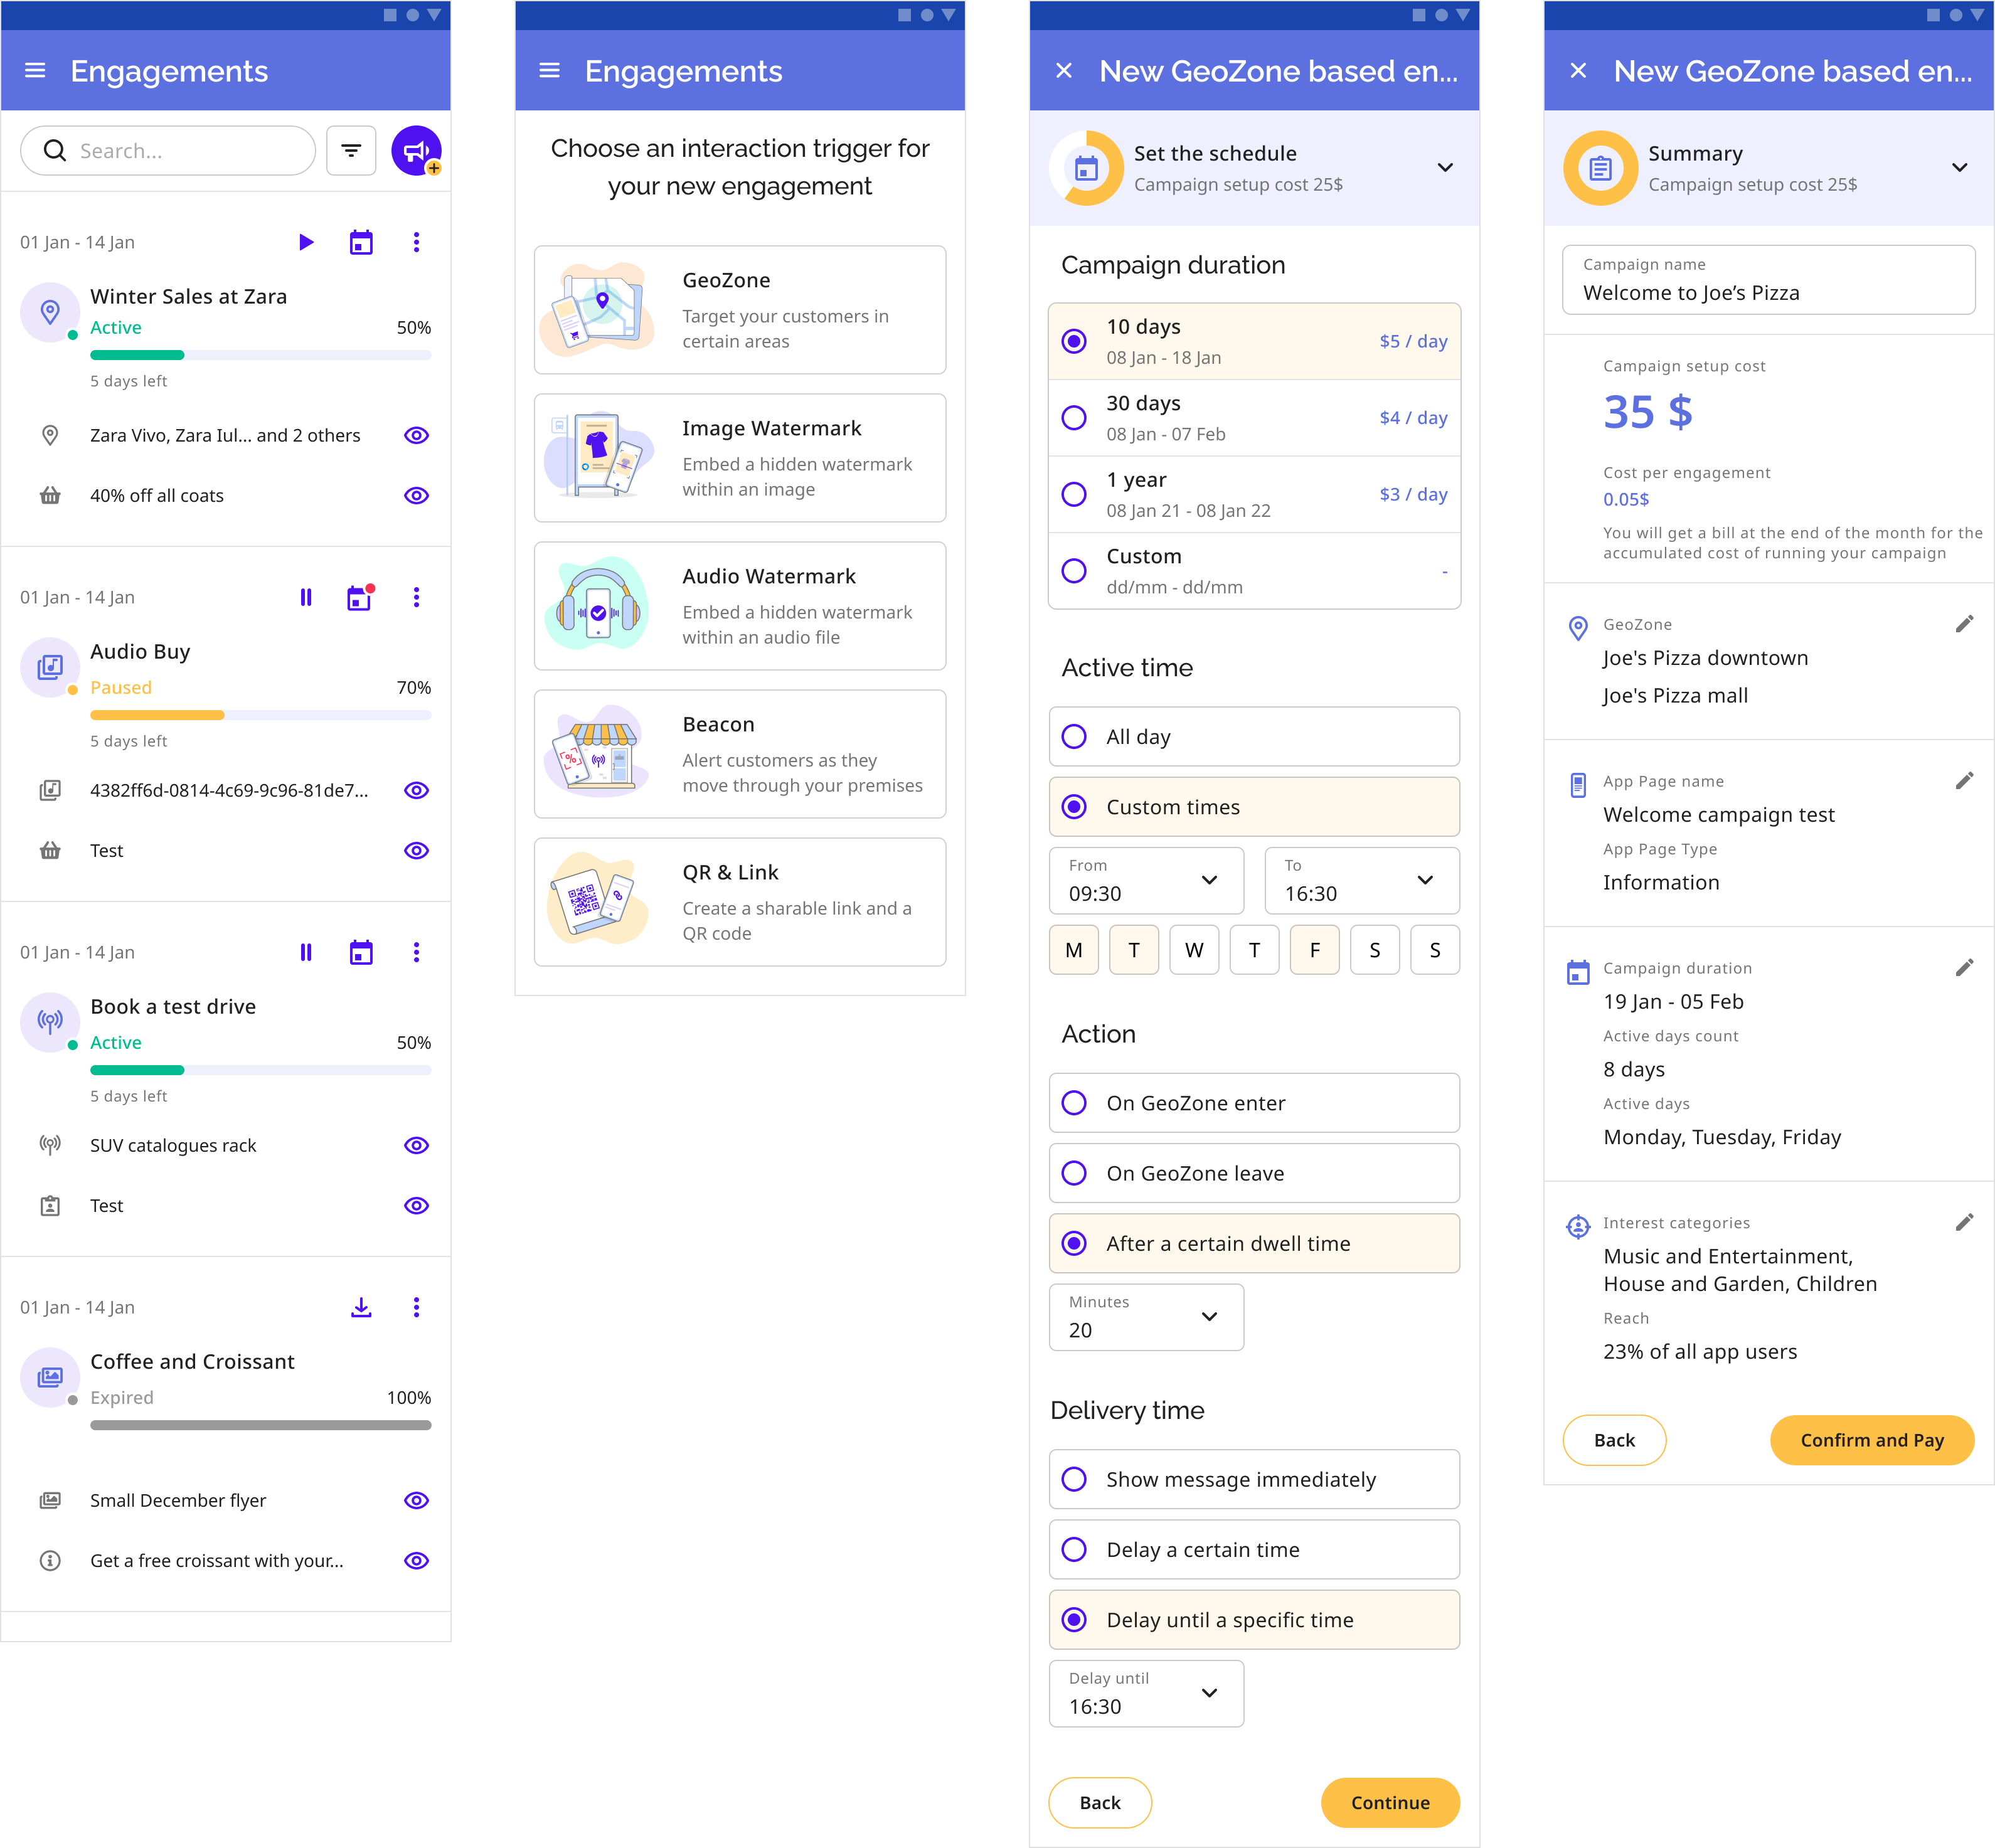 Engagements
Search...
01 Jan - 14 Jan
Winter Sales at Zara
Active
50%
5 days left
Zara Vivo, Zara Iul... and 2 others
40% off all coats
01 Jan - 14 Jan
Audio Buy
Paused
70%
5 days left
4382ff6d-0814-4c69-9c96-81de7...
Test
01 Jan - 14 Jan
Book a test drive
Active
50%
5 days left
SUV catalogues rack
Test
01 Jan - 14 Jan
Coffee and Croissant
Expired
100%
Small December flyer
Get a free croissant with your...
Engagements
Choose an interaction trigger for
your new engagement
GeoZone
Target your customers in
certain areas
Image Watermark
Embed a hidden watermark
within an image
Audio Watermark
Embed a hidden watermark
within an audio file
%
Beacon
Alert customers as they
move through your premises
QR & Link
Create a sharable link and a
QR code
New GeoZone based en...
Set the schedule
Campaign setup cost 25$
Campaign duration
10 days
08 Jan - 18 Jan
$5 / day
30 days
08 Jan - 07 Feb
$4 / day
1 year
08 Jan 21 - 08 Jan 22
$3 / day
Custom
dd/mm - dd/mm
-
Active time
All day
Custom times
From
09:30
To
16:30
M T W T F S S
Action
On GeoZone enter
On GeoZone leave
After a certain dwell time
Minutes
20
Delivery time
Show message immediately
Delay a certain time
Delay until a specific time
Delay until
16:30
Back
Continue
New GeoZone based en...
Summary
Campaign setup cost 25$
Campaign name
Welcome to Joe’s Pizza
Campaign setup cost
35 $
Cost per engagement
0.05$
You will get a bill at the end of the month for the
accumulated cost of running your campaign
GeoZone
Joe's Pizza downtown
Joe's Pizza mall
App Page name
Welcome campaign test
App Page Type
Information
Campaign duration
19 Jan - 05 Feb
Active days count
8 days
Active days
Monday, Tuesday, Friday
Interest categories
Music and Entertainment,
House and Garden, Children
Reach
23% of all app users
Back
Confirm and Pay